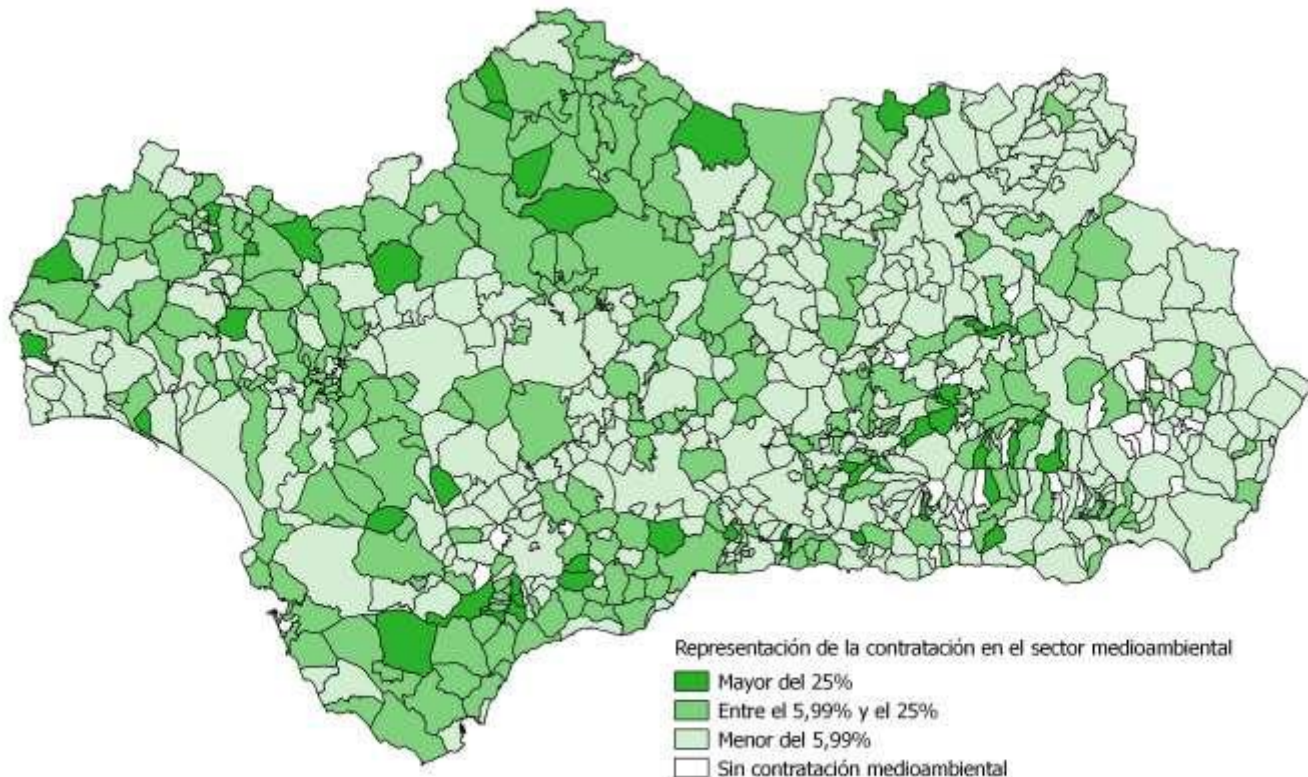 Representación de la contratación en el sector medioambiental
Mayor del 25%
Entre el 5,99% y el 25%
Menor del 5,99%
Sin contratación medioambiental